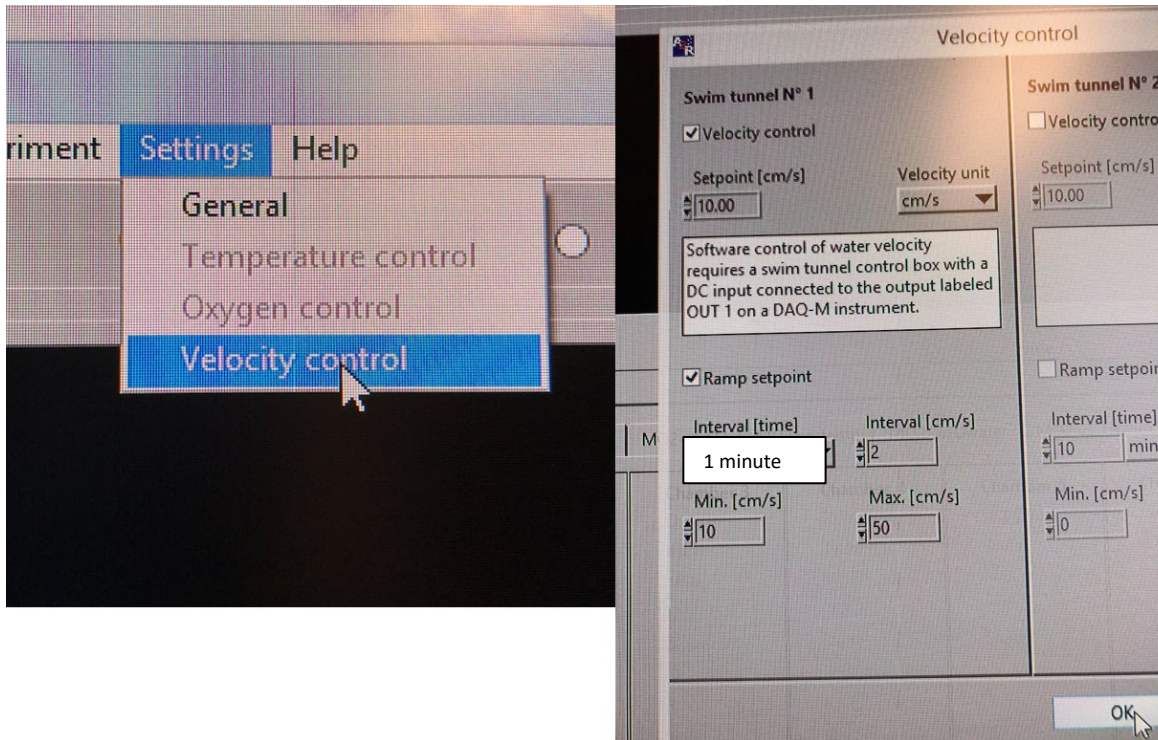 riment Settings Help
General
Temperature control
Oxygen control
Velocity control
Velocity control
Swim tunnel N° 1
Velocity control
Setpoint [cm/s]
Velocity unit
10.00
cm/s
Software control of water velocity
requires a swim tunnel control box with a
DC input connected to the output labeled
OUT 1 on a DAQ-M instrument.
Ramp setpoint
Interval [time]
Interval [cm/s]
1 minute
2
Min. [cm/s]
Max. [cm/s]
10
50
Swim tunnel N° 2
Velocity contro
Setpoint [cm/s]
10,00
Ramp setpoin
Interval [time]
10
min
Min. [cm/s]
0
OK
M